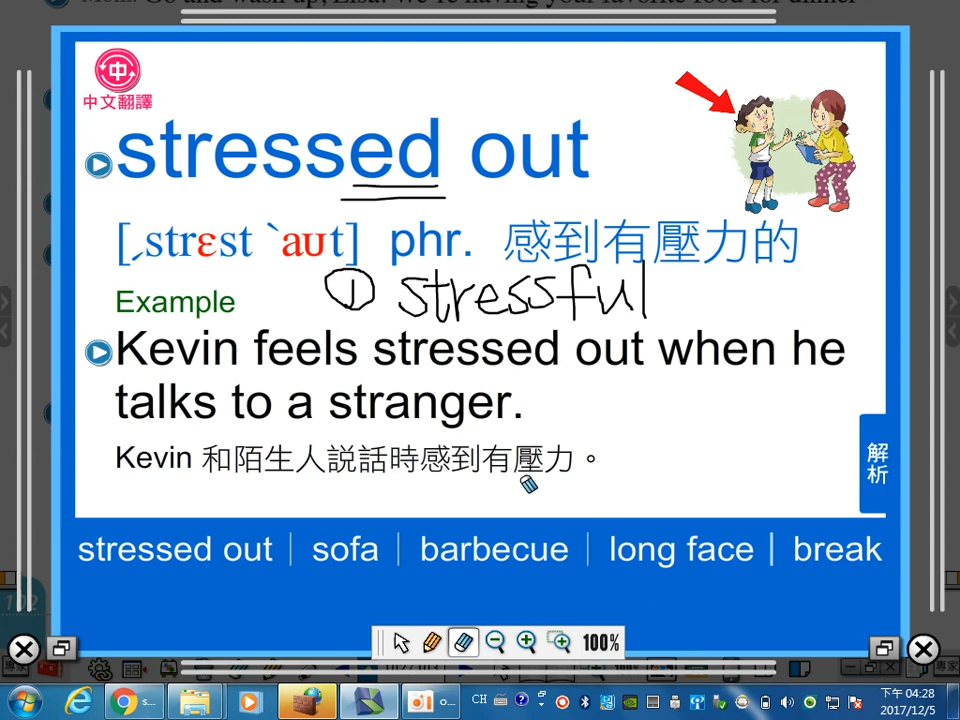 中
中文翻譯
stressed out
[ˌstrɛst ˋaʊt] phr. 感到有壓力的
① stressful
Example
Kevin feels stressed out when he
talks to a stranger.
Kevin 和陌生人說話時感到有壓力。
解析
stressed out | sofa | barbecue | long face | break
100%
CH
下午 04:28
2017/12/5